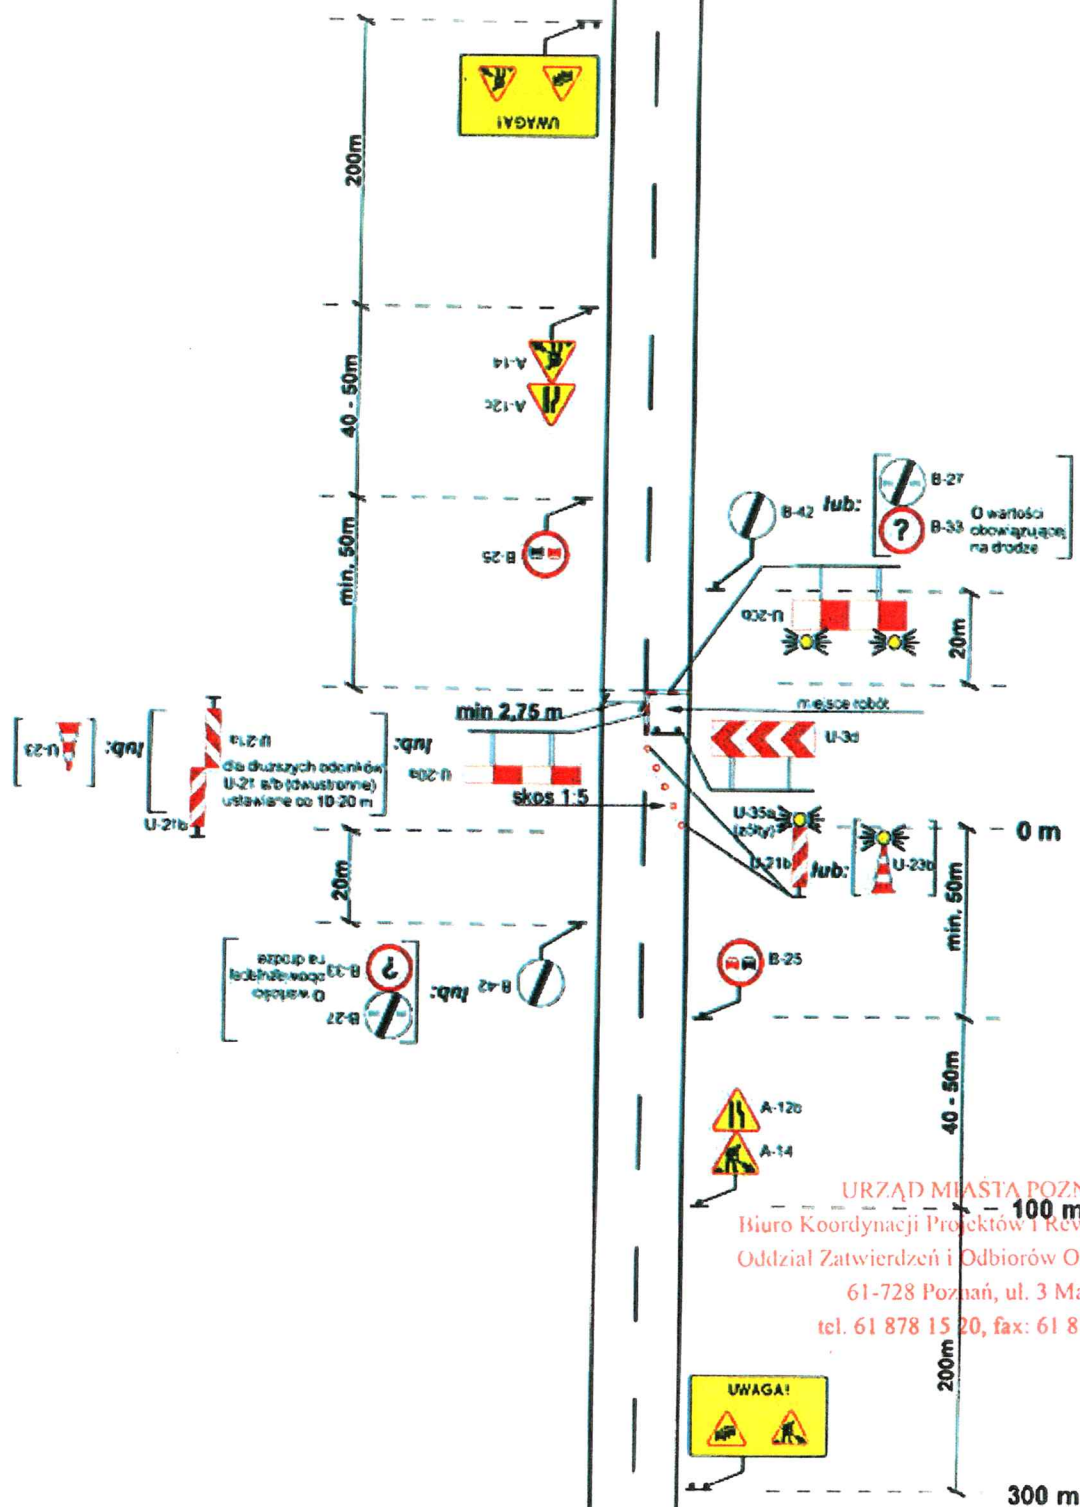 UWAGA!
200m
A-14
A-12c
40 - 50m
B-25
min. 50m
B-42
lub:
B-27
B-33
O wartości
obowiązującej
na drodze
U-20b
20m
min 2,75 m
miejsce robót
U-3d
U-23
lub:
U-21a
dla dłuższych odcinków
U-21 a/b (dwustronne)
ustawiane co 10-20 m
U-21b
lub:
U-20a
skos 1:5
U-35a
(żółty)
U-21b
lub:
U-23b
0 m
20m
min. 50m
B-25
B-42
lub:
B-33
O wartości
obowiązującej
na drodze
B-27
40 - 50m
A-12b
A-14
URZĄD MIASTA POZN
100 m
Biuro Koordynacji Projektów i Rew
Oddział Zatwierdzeń i Odbiorów O
61-728 Poznań, ul. 3 Ma
tel. 61 878 15 20, fax: 61 8
200m
UWAGA!
300 m